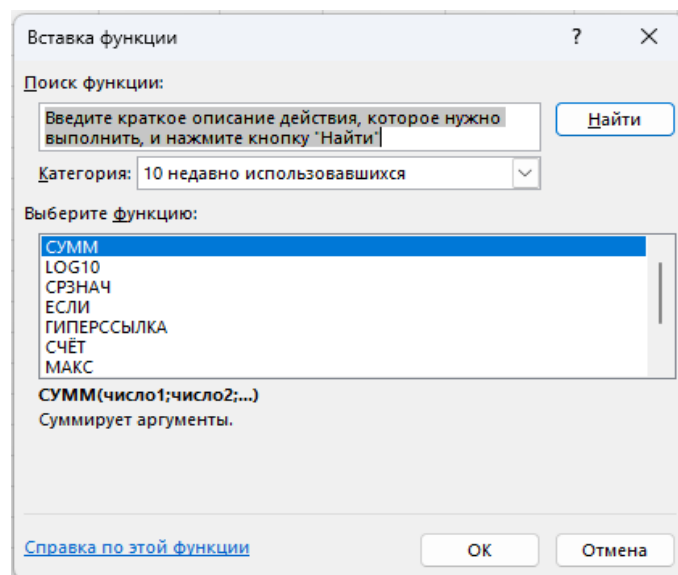 Вставка функции
?
Поиск функции:
Введите краткое описание действия, которое нужно
выполнить, и нажмите кнопку "Найти"
Найти
Категория: 10 недавно использовавшихся
Выберите функцию:
СУММ
LOG10
СРЗНАЧ
ЕСЛИ
ГИПЕРССЫЛКА
СЧЁТ
МАКС
СУММ(число1;число2;...)
Суммирует аргументы.
Справка по этой функции
ОК
Отмена